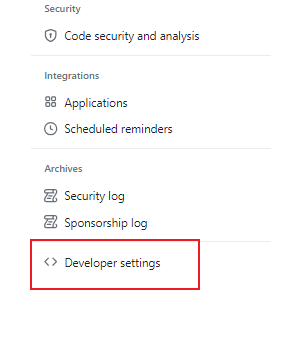 Security
Code security and analysis
Integrations
Applications
Scheduled reminders
Archives
Security log
Sponsorship log
Developer settings